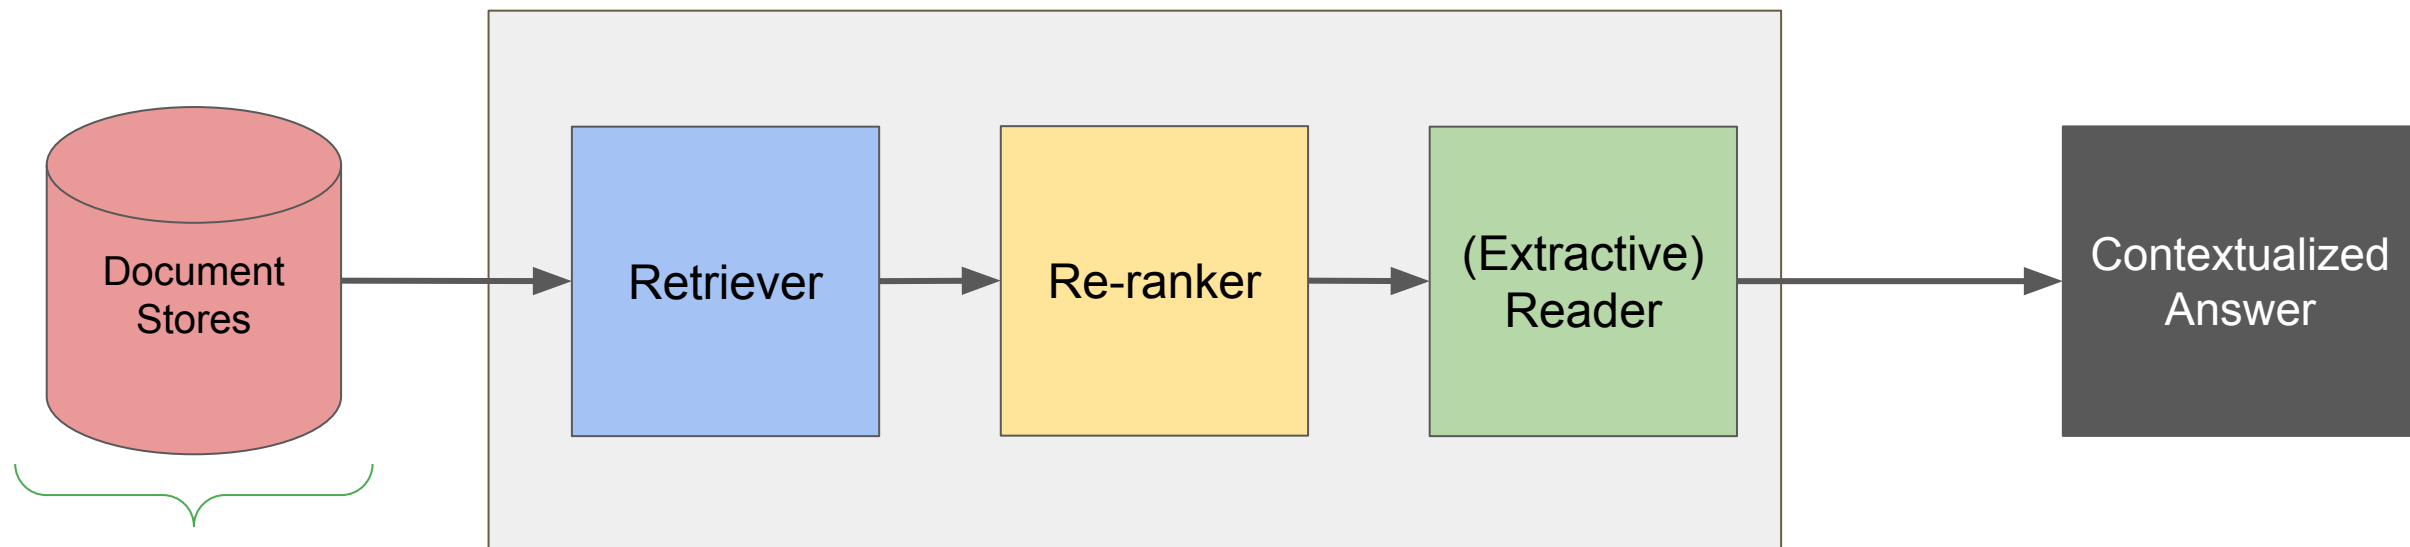 Document
Stores
Retriever
Re-ranker
(Extractive)
Reader
Contextualized
Answer